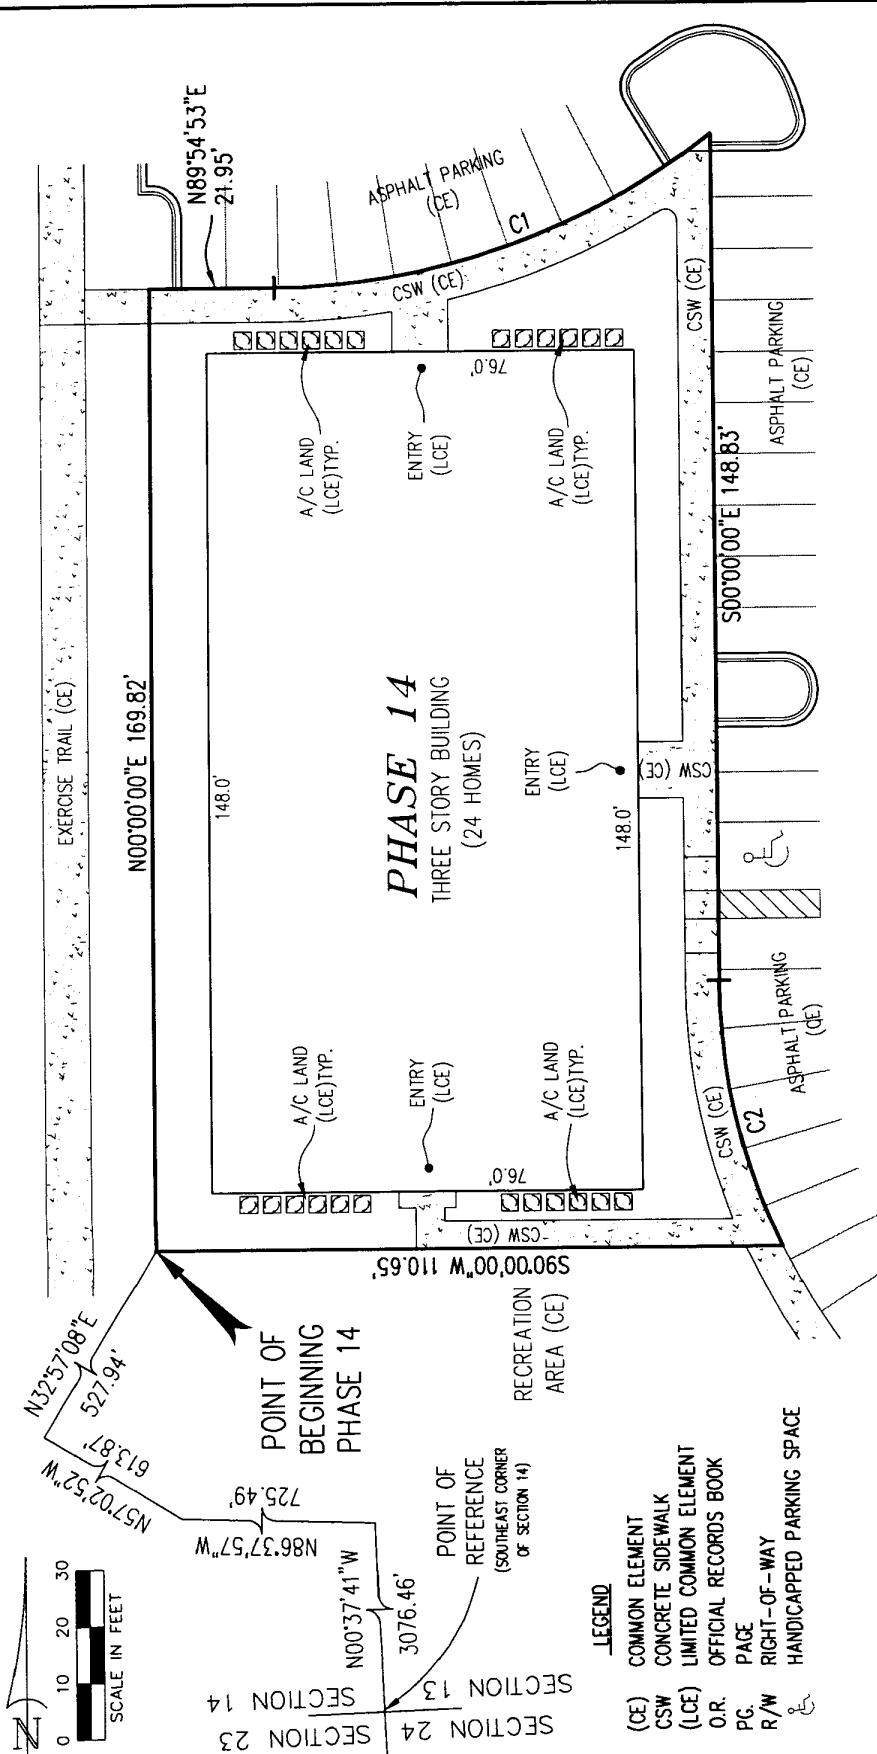 EXERCISE TRAIL (CE)
N00°00'00"E 169.82'
N89°54'53"E
21.95'
ASPHALT PARKING
(CE)
C1
CSW (CE)
148.0'
76.0'
A/C LAND
(LCE)TYP.
ENTRY
(LCE)
A/C LAND
(LCE)TYP.
CSW (CE)
ASPHALT PARKING
(CE)
S00°00'00"E 148.83'
PHASE 14
THREE STORY BUILDING
(24 HOMES)
ENTRY
(LCE)
148.0'
CSW (CE)
A/C LAND
(LCE)TYP.
ENTRY
(LCE)
A/C LAND
(LCE)TYP.
76.0'
CSW (CE)
CSW (CE)
C2
ASPHALT PARKING
(CE)
S90°00'00"W 110.65'
RECREATION
AREA (CE)
POINT OF
BEGINNING
PHASE 14
N32°57'08"E
527.94'
N57°02'52"W
613.87'
N86°37'57"W
725.49'
N00°37'41"W
3076.46'
POINT OF
REFERENCE
(SOUTHEAST CORNER
OF SECTION 14)
SECTION 14
SECTION 13
SECTION 23
SECTION 24
N
0 10 20 30
SCALE IN FEET
LEGEND
(CE) COMMON ELEMENT
CSW CONCRETE SIDEWALK
(LCE) LIMITED COMMON ELEMENT
O.R. OFFICIAL RECORDS BOOK
PG. PAGE
R/W RIGHT-OF-WAY
HANDICAPPED PARKING SPACE